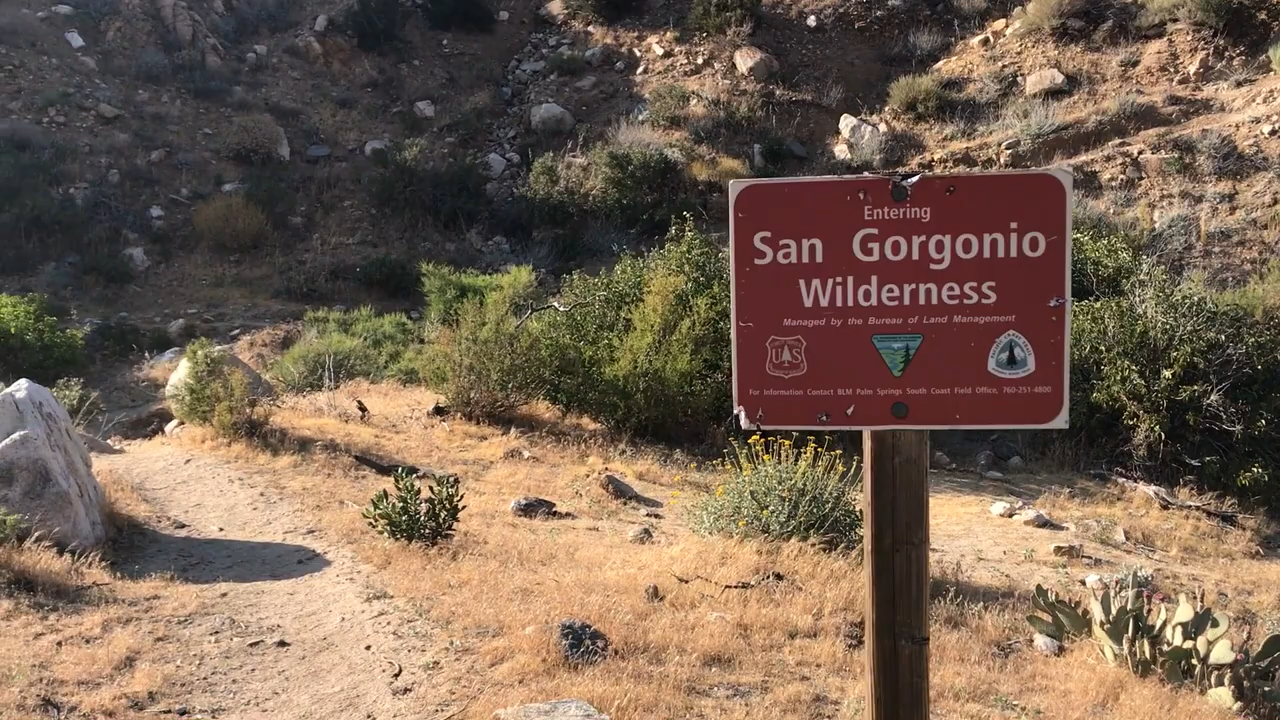 Entering
San Gorgonio
Wilderness
Managed by the Bureau of Land Management
UAS
For Information Contact BLM Palm Springs South Coast Field Office, 760-251-4800